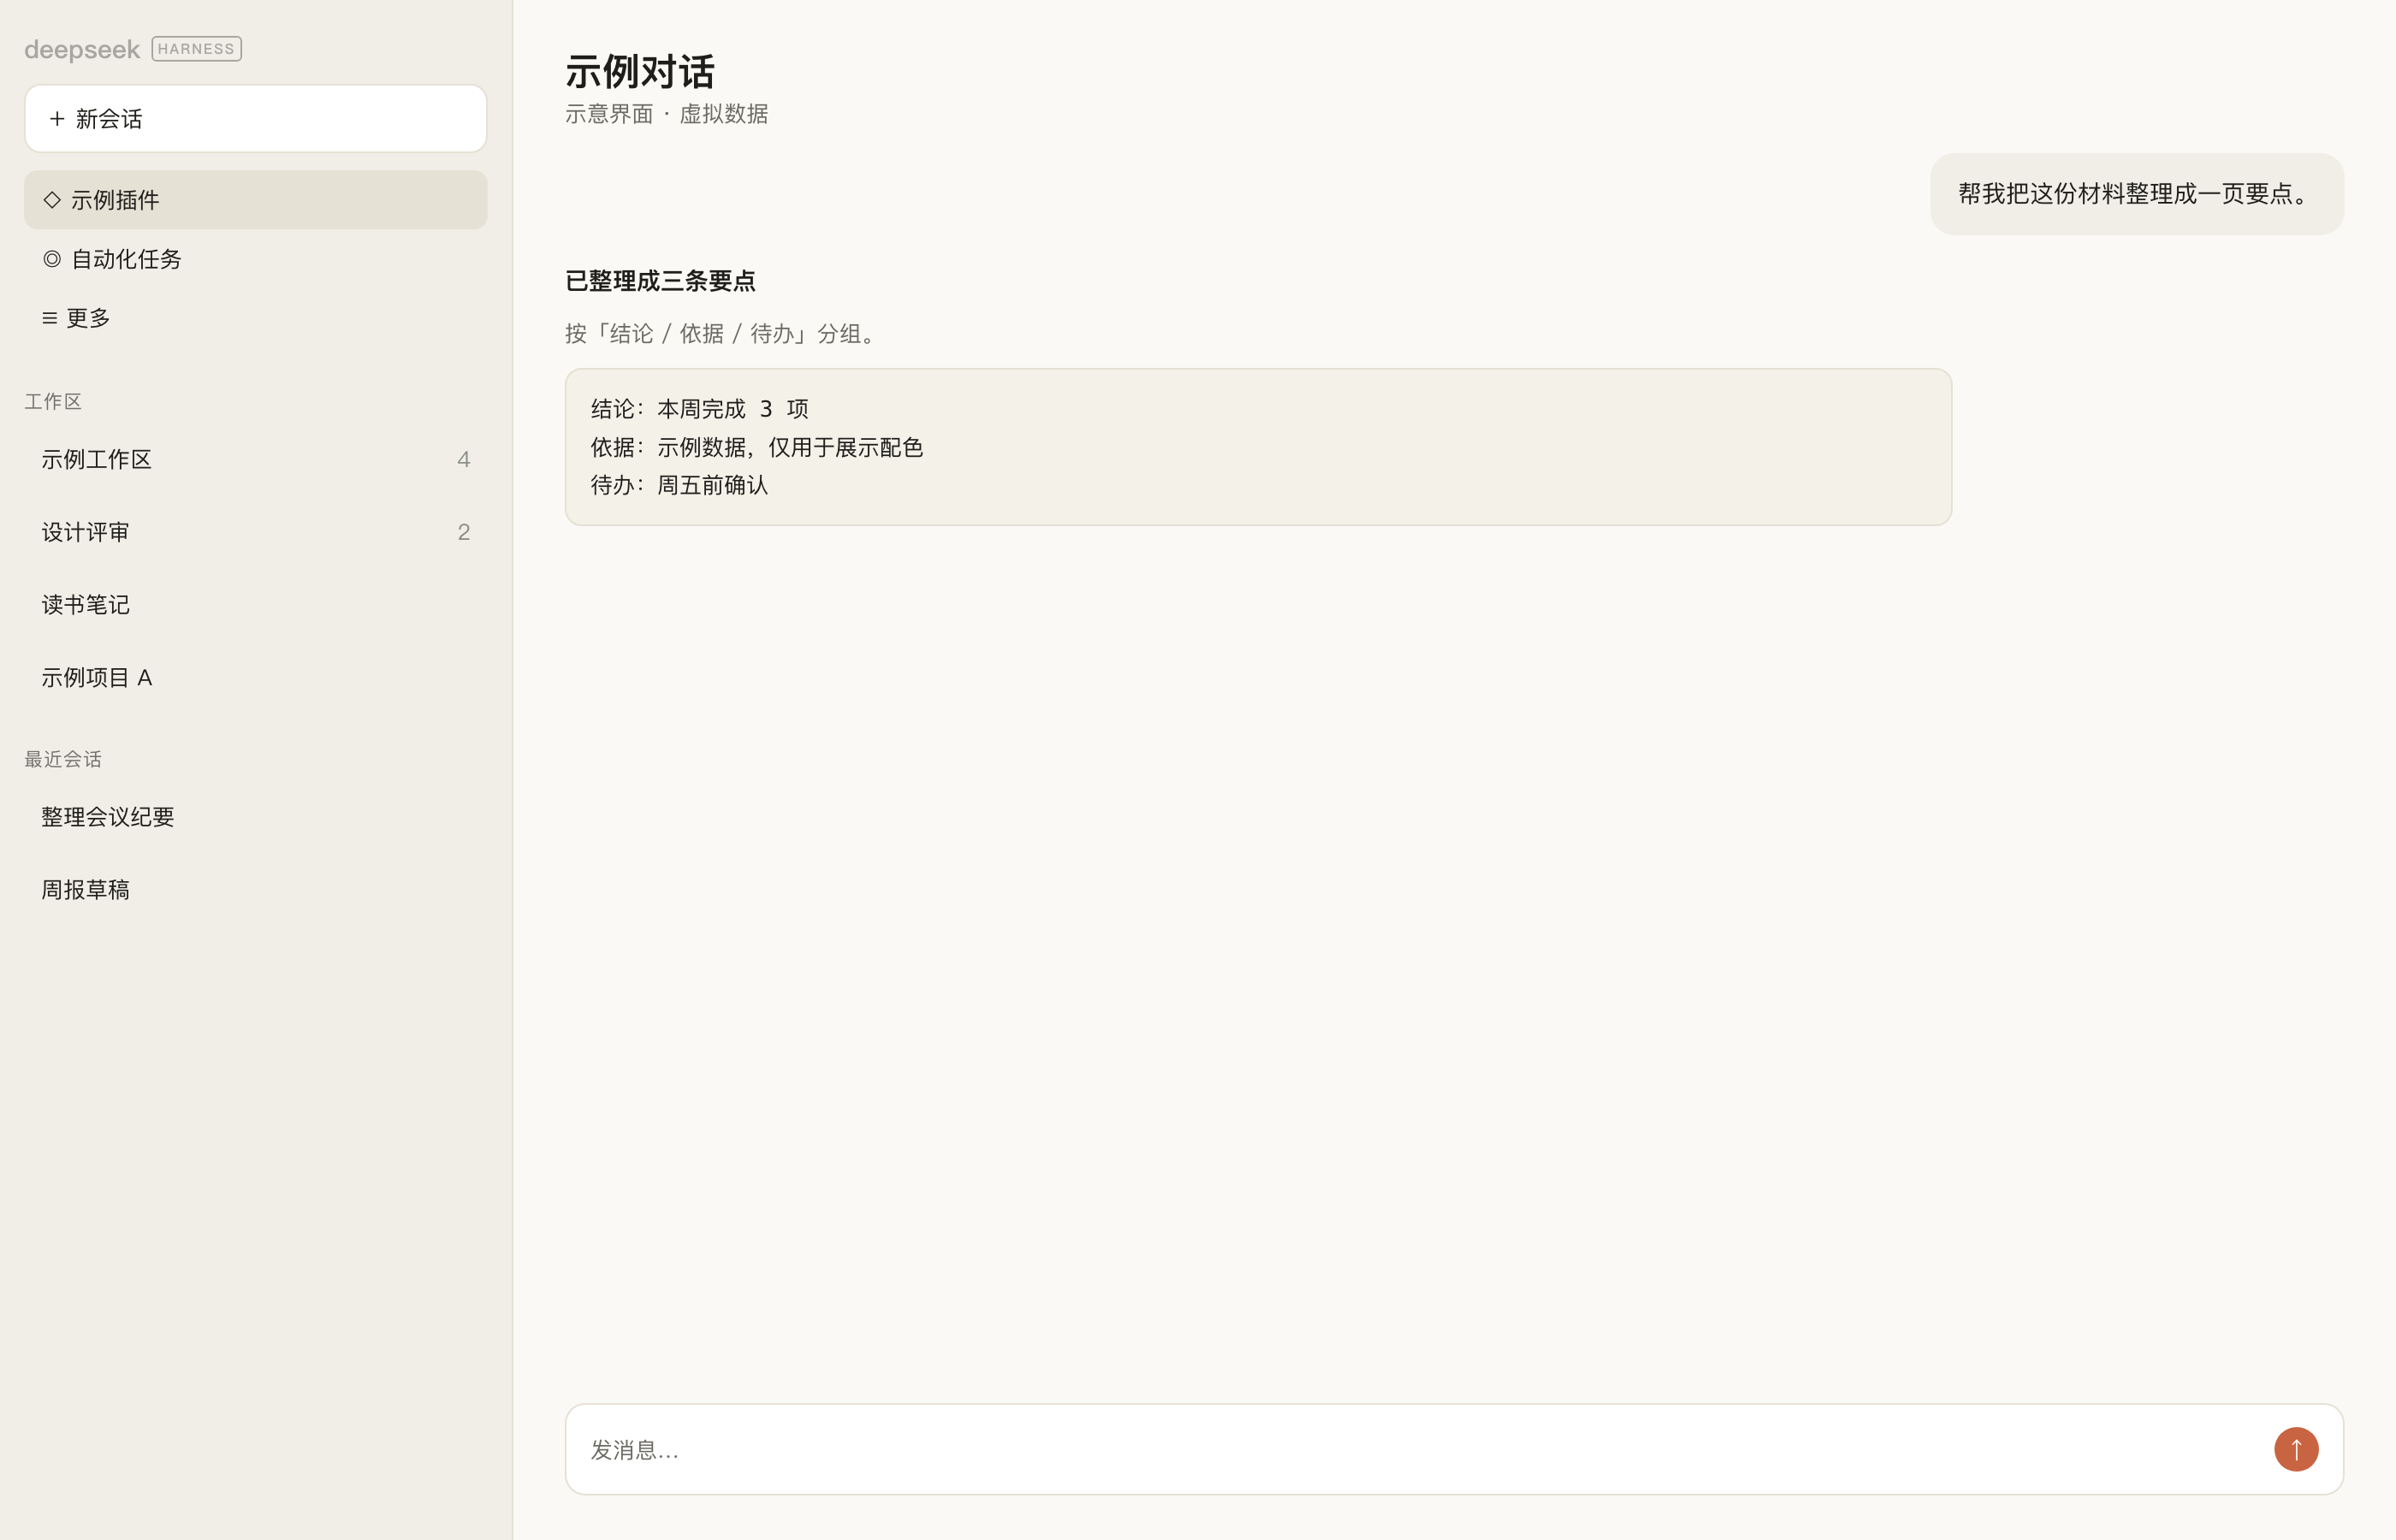 deepseek HARNESS
+ 新会话
◇ 示例插件
◎ 自动化任务
≡ 更多
工作区
示例工作区 4
设计评审 2
读书笔记
示例项目 A
最近会话
整理会议纪要
周报草稿
示例对话
示意界面 · 虚拟数据
帮我把这份材料整理成一页要点。
已整理成三条要点
按「结论 / 依据 / 待办」分组。
结论：本周完成 3 项
依据：示例数据，仅用于展示配色
待办：周五前确认
发消息…
↑